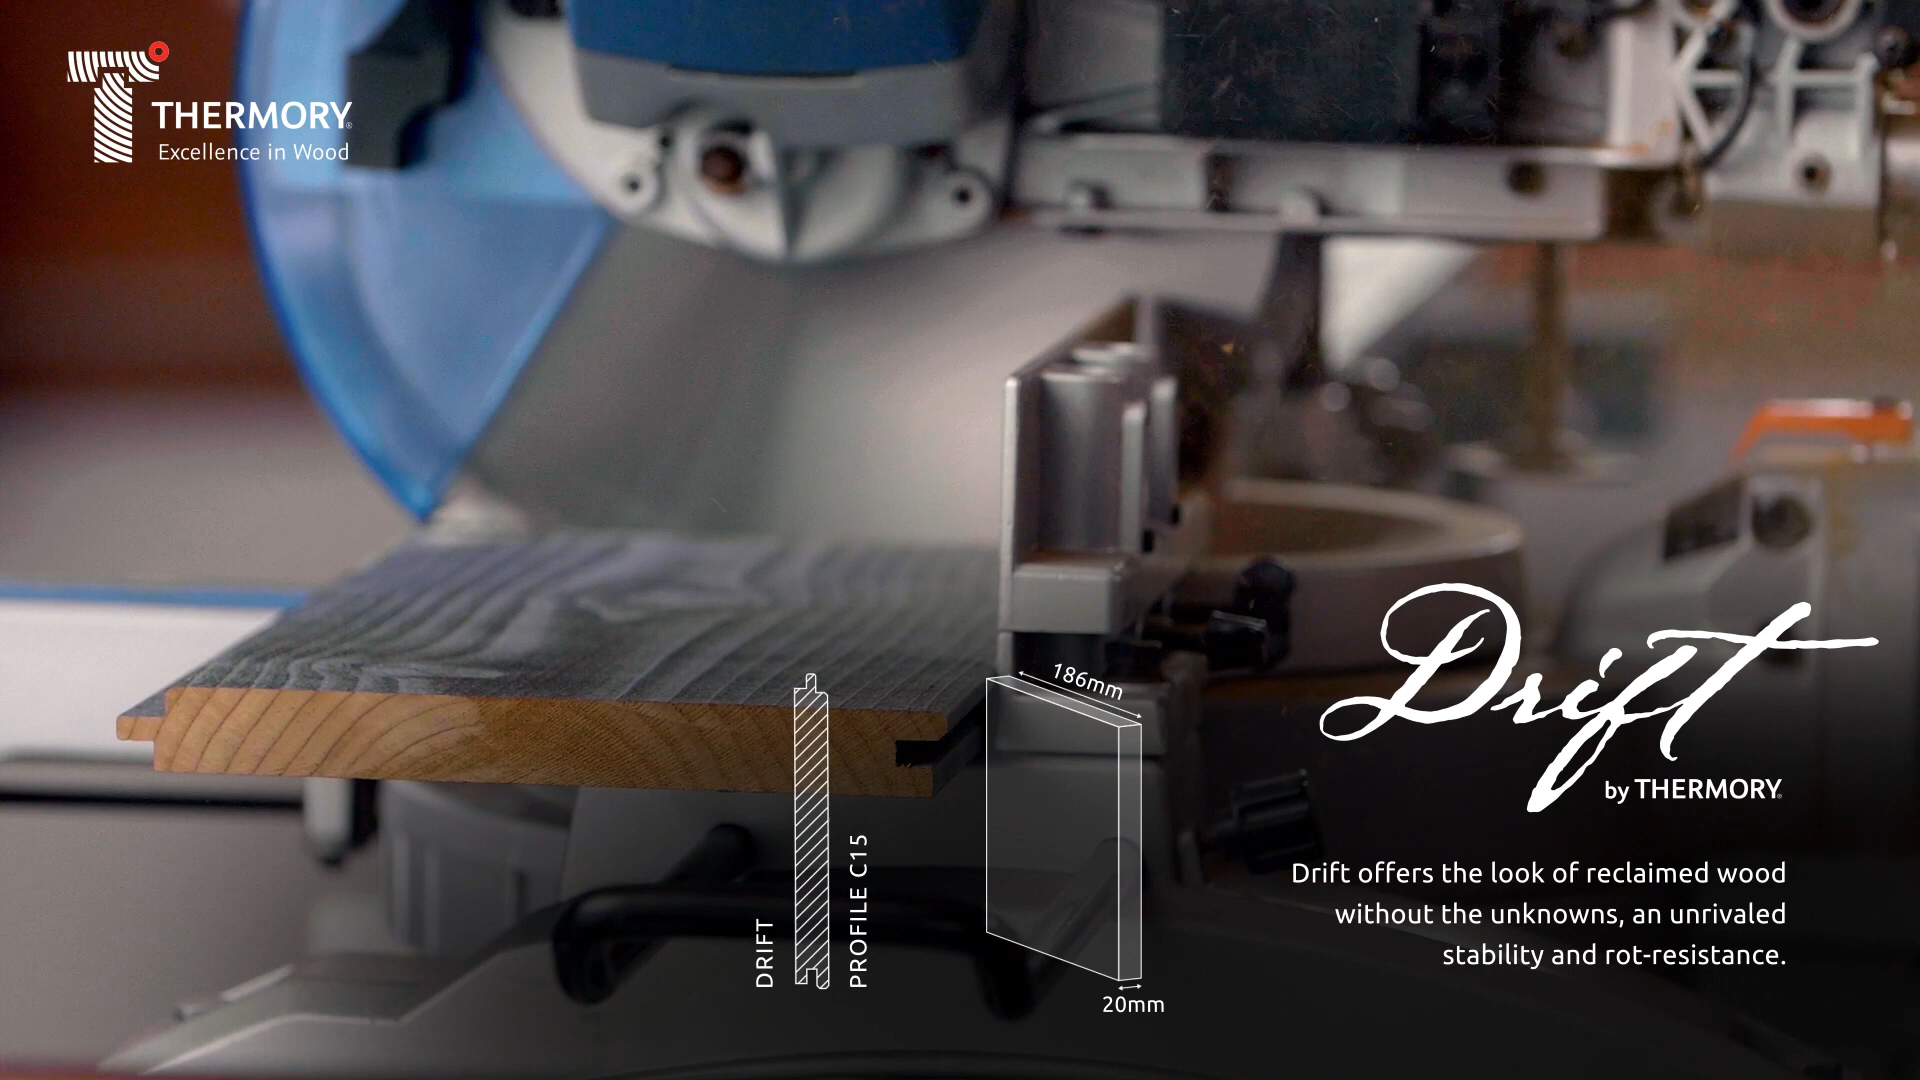 THERMORY®
Excellence in Wood
186mm
DRIFT
PROFILE C15
20mm
Drift
by THERMORY®
Drift offers the look of reclaimed wood
without the unknowns, an unrivaled
stability and rot-resistance.